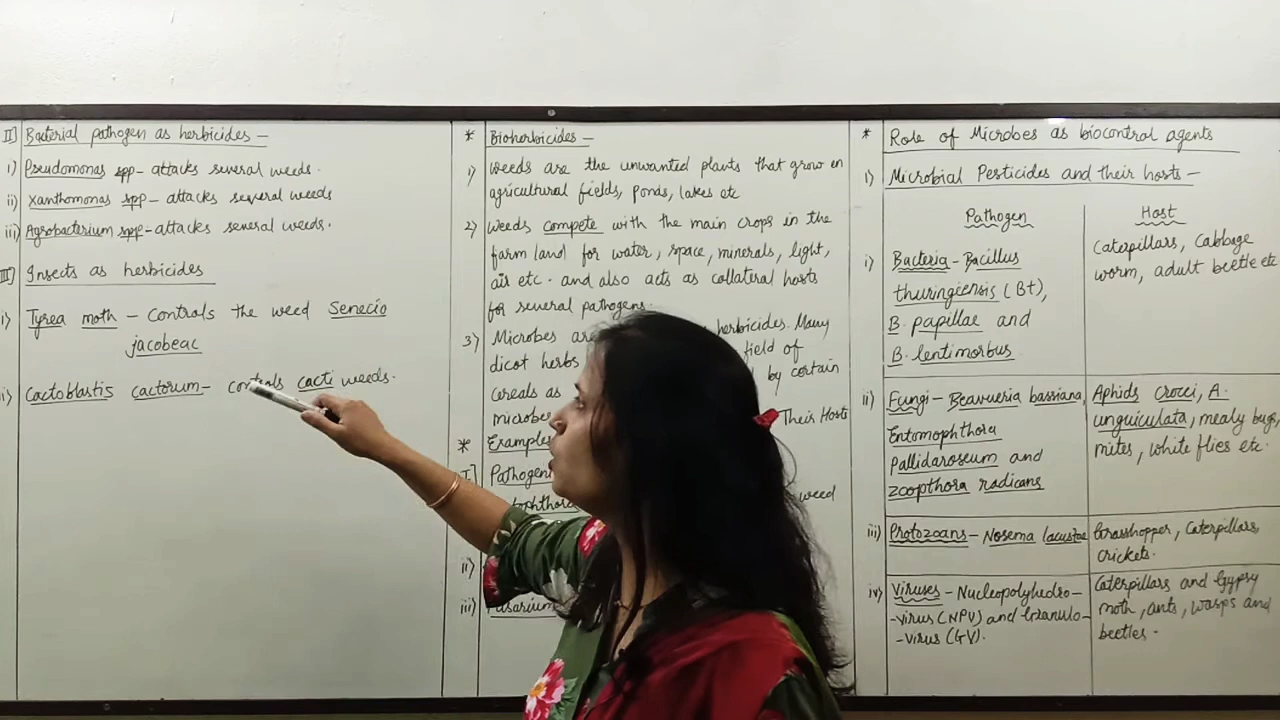 II] Bacterial pathogen as herbicides -
i) Pseudomonas spp - attacks several weeds.
ii) Xanthomonas spp - attacks several weeds
iii) Agrobacterium spp - attacks several weeds.
III] Insects as herbicides
i) Tyrea moth - controls the weed Senecio
jacobeac
ii) Cactoblastis cactorum - controls cacti weeds.
* Bioherbicides -
1) Weeds are the unwanted plants that grow in
agricultural fields, ponds, lakes etc
2) Weeds compete with the main crops in the
farm land for water, space, minerals, light,
air etc. and also acts as collateral hosts
for several pathogens.
3) Microbes are herbicides. Many
dicot herbs field of
cereals as by certain
microbe
* Examples Their Hosts
I] Pathogeni
weed
ii)
iii) Fusarium
* Role of Microbes as biocontrol agents
1) Microbial Pesticides and their hosts -
Pathogen Host
i) Bacteria - Bacillus
thuringiensis (Bt),
B. papillae and
B. lentimorbus
Caterpillars, Cabbage
worm, adult beetle etc
ii) Fungi - Beavueria bassiana,
Entomophthora
Pallidaroseum and
Zoopthora radicans
Aphids crocci, A.
unguiculata, mealy bugs,
mites, white flies etc.
iii) Protozoans - Nosema locustae
Grasshopper, Caterpillars,
crickets.
iv) Viruses - Nucleopolyhedro-
-virus (NPV) and Granulo-
-virus (GV).
Caterpillars and Gypsy
moth, ants, wasps and
beetles.